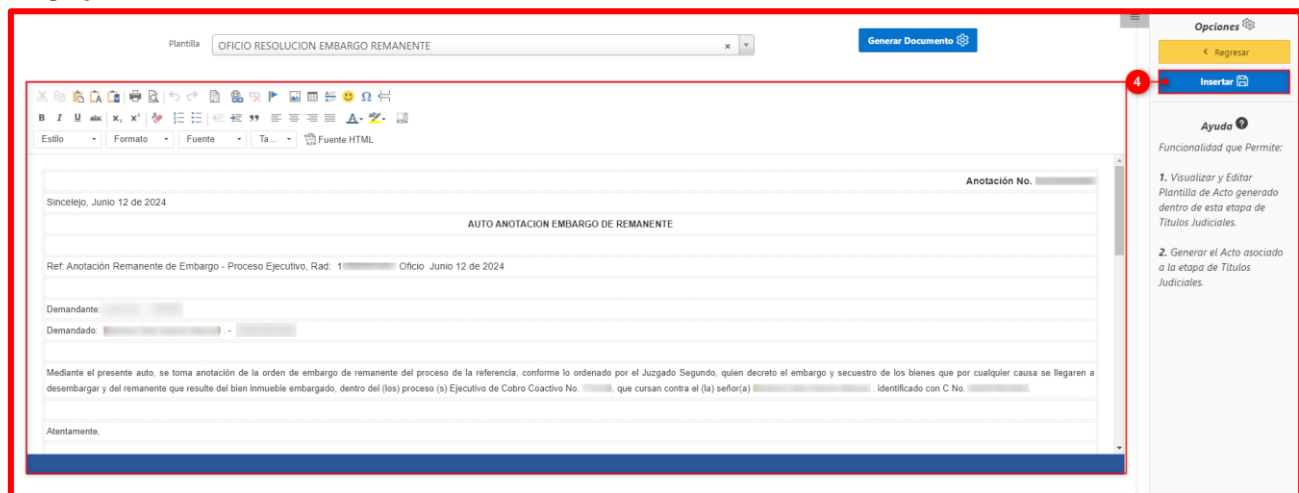 Plantilla
OFICIO RESOLUCION EMBARGO REMANENTE
Generar Documento
Opciones
Regresar
Insertar
4
Ayuda
Funcionalidad que Permite:
1. Visualizar y Editar
Plantilla de Acto generado
dentro de esta etapa de
Títulos Judiciales.
2. Generar el Acto asociado
a la etapa de Títulos
Judiciales.
B I U abc x, x²
Estilo Formato Fuente Ta... Fuente HTML
Anotación No.
Sincelejo, Junio 12 de 2024
AUTO ANOTACION EMBARGO DE REMANENTE
Ref: Anotación Remanente de Embargo - Proceso Ejecutivo, Rad: 1 Oficio Junio 12 de 2024
Demandante:
Demandado: . -
Mediante el presente auto, se toma anotación de la orden de embargo de remanente del proceso de la referencia, conforme lo ordenado por el Juzgado Segundo, quien decreto el embargo y secuestro de los bienes que por cualquier causa se llegaren a
desembargar y del remanente que resulte del bien inmueble embargado, dentro del (los) proceso (s) Ejecutivo de Cobro Coactivo No. , que cursan contra el (la) señor(a) . identificado con C No. .
Atentamente,